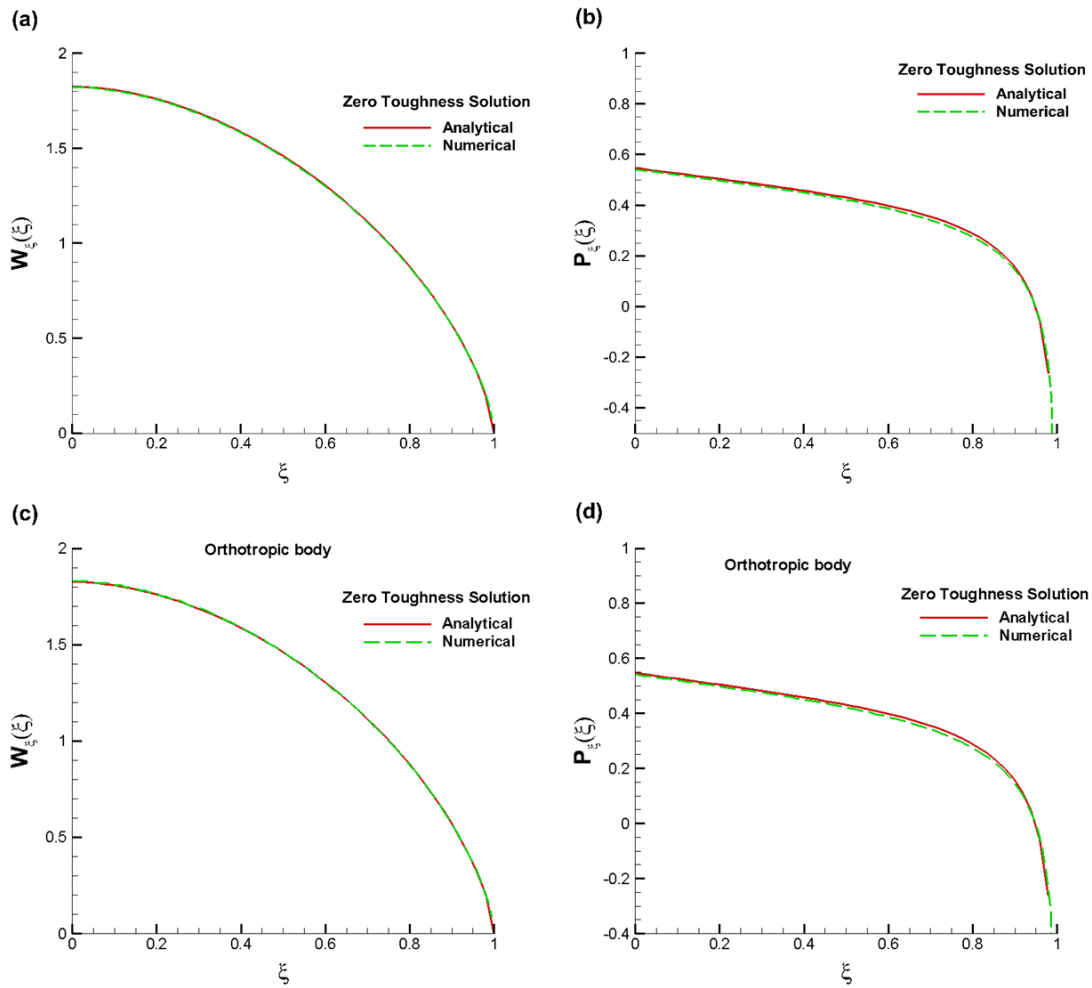 (a)
2
1.5
1
0.5
0
0 0.2 0.4 0.6 0.8 1
Wξ(ξ)
ξ
Zero Toughness Solution
Analytical
Numerical
(b)
1
0.8
0.6
0.4
0.2
0
-0.2
-0.4
0 0.2 0.4 0.6 0.8 1
Pξ(ξ)
ξ
Zero Toughness Solution
Analytical
Numerical
(c)
Orthotropic body
2
1.5
1
0.5
0
0 0.2 0.4 0.6 0.8 1
Wξ(ξ)
ξ
Zero Toughness Solution
Analytical
Numerical
(d)
Orthotropic body
1
0.8
0.6
0.4
0.2
0
-0.2
-0.4
0 0.2 0.4 0.6 0.8 1
Pξ(ξ)
ξ
Zero Toughness Solution
Analytical
Numerical